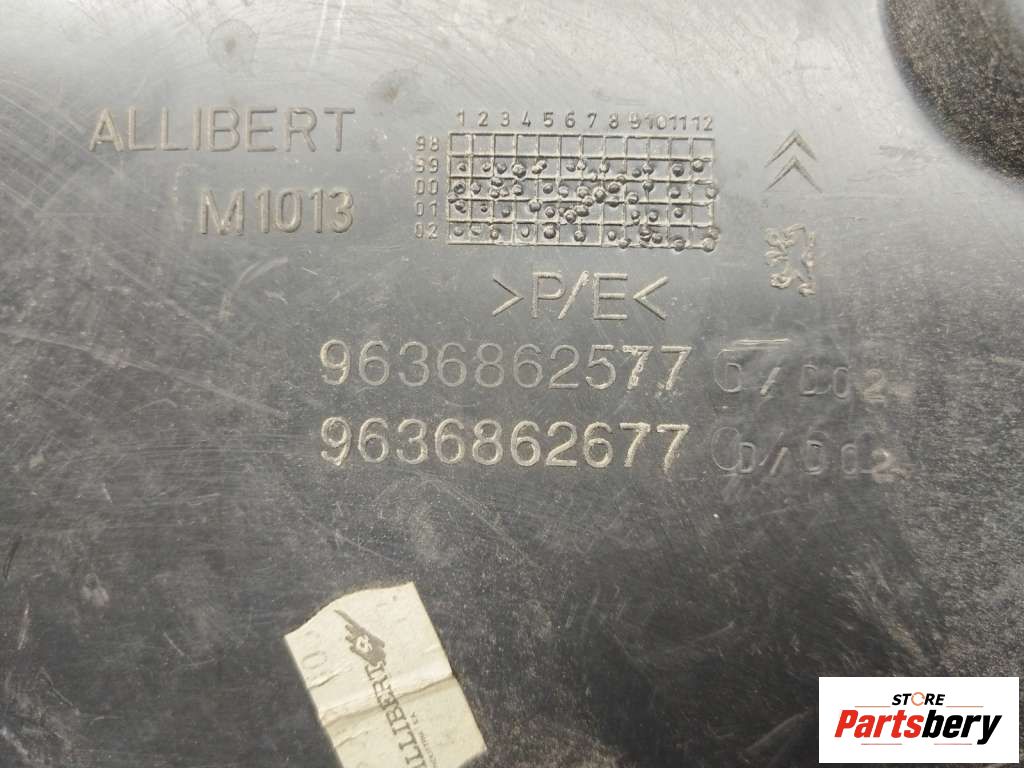 ALLIBERT
M1013
1 2 3 4 5 6 7 8 9 10 11 12
98
99
00
01
02
>P/E<
9636862577
9636862677
ALLIBERT
STORE
Partsbery